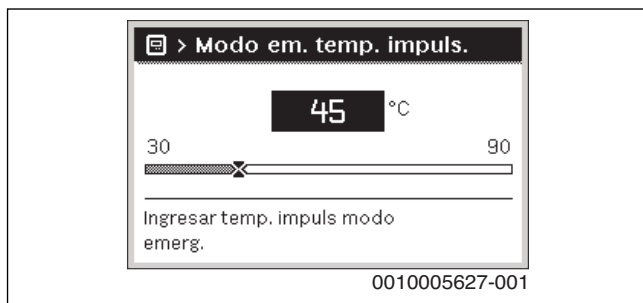 > Modo em. temp. impuls.
45 °C
30 90
Ingresar temp. impuls modo
emerg.
0010005627-001